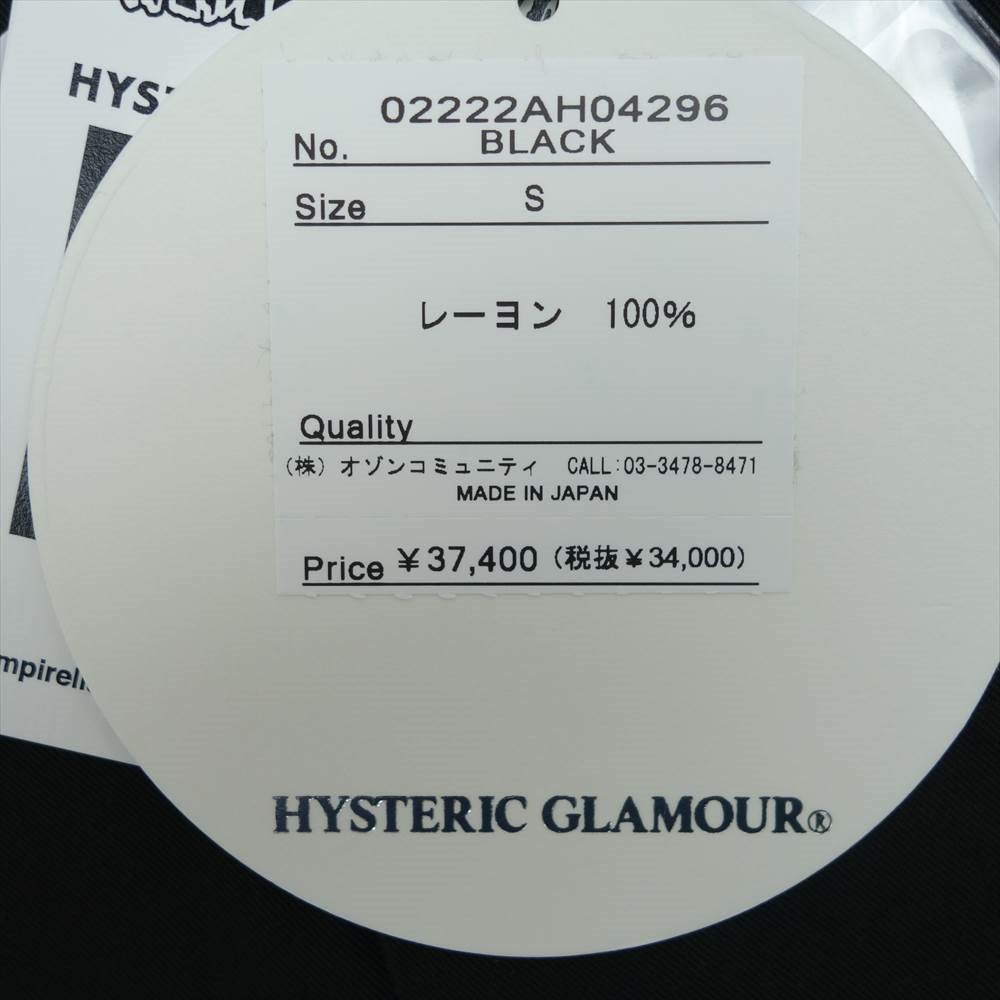 HYS
02222AH04296
No. BLACK
Size S
レーヨン 100%
Quality
(株) オゾンコミュニティ CALL:03-3478-8471
MADE IN JAPAN
Price ¥37,400 (税抜¥34,000)
HYSTERIC GLAMOUR®